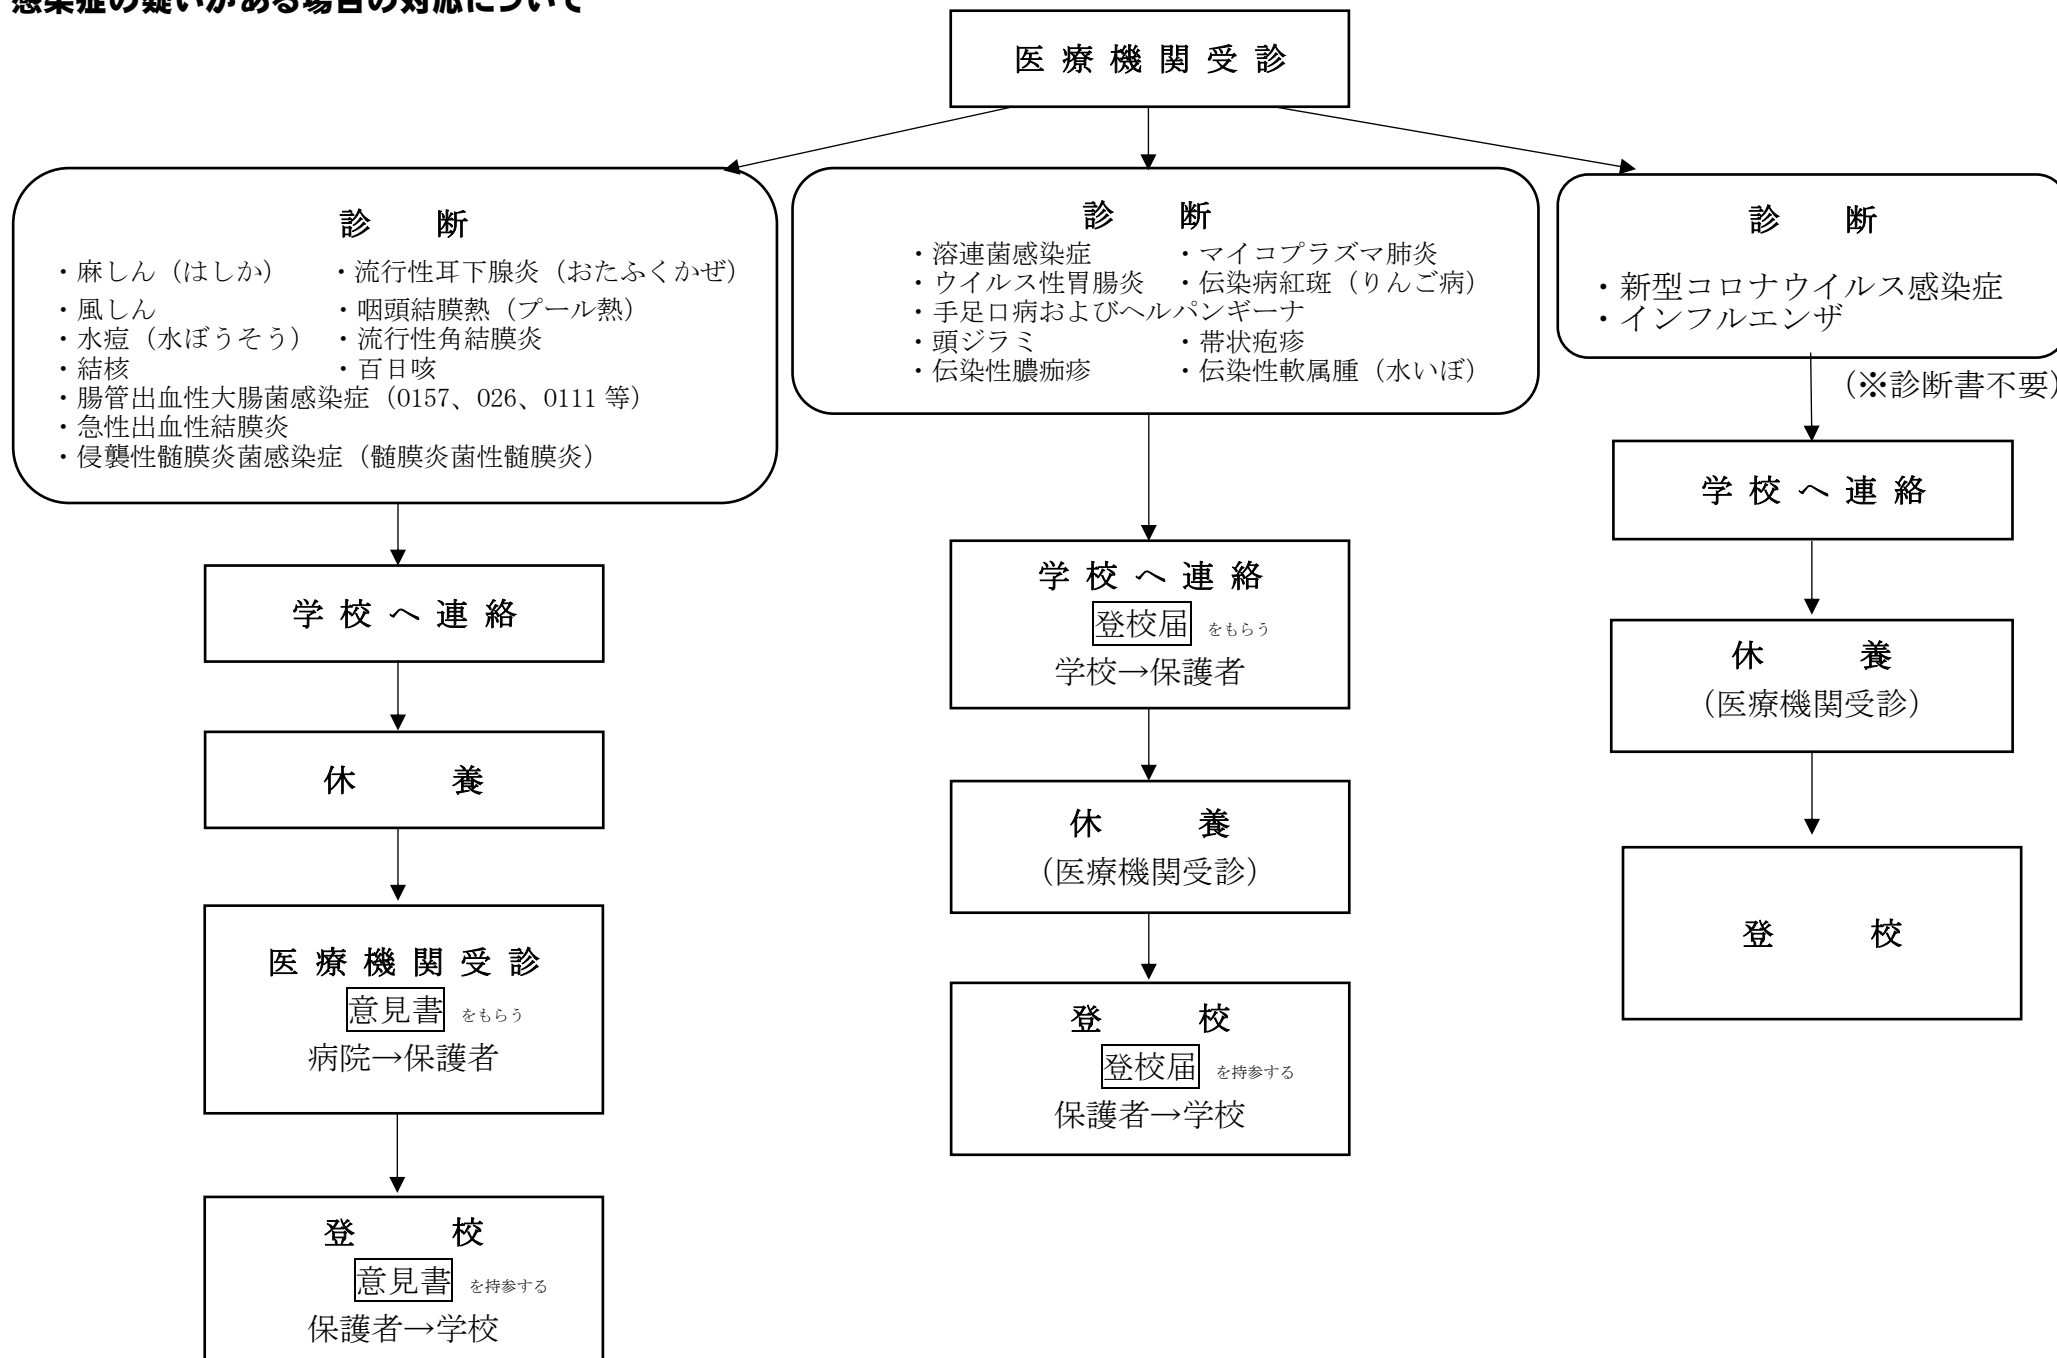 感染症の疑いがある場合の対応について
医療機関受診
診　断
・麻しん（はしか）　・流行性耳下腺炎（おたふくかぜ）
・風しん　・咽頭結膜熱（プール熱）
・水痘（水ぼうそう）　・流行性角結膜炎
・結核　・百日咳
・腸管出血性大腸菌感染症（0157、026、0111 等）
・急性出血性結膜炎
・侵襲性髄膜炎菌感染症（髄膜炎菌性髄膜炎）
学校へ連絡
休　養
医療機関受診
意見書 をもらう
病院→保護者
登　校
意見書 を持参する
保護者→学校
診　断
・溶連菌感染症　・マイコプラズマ肺炎
・ウイルス性胃腸炎　・伝染病紅斑（りんご病）
・手足口病およびヘルパンギーナ
・頭ジラミ　・帯状疱疹
・伝染性膿痂疹　・伝染性軟属腫（水いぼ）
学校へ連絡
登校届 をもらう
学校→保護者
休　養
（医療機関受診）
登　校
登校届 を持参する
保護者→学校
診　断
・新型コロナウイルス感染症
・インフルエンザ
（※診断書不要）
学校へ連絡
休　養
（医療機関受診）
登　校